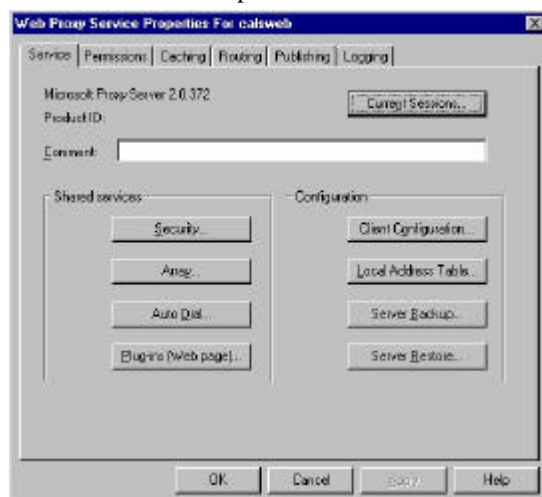 Web Proxy Service Properties For calsweb
Service Permissions Caching Routing Publishing Logging
Microsoft Proxy Server 2.0.372
Current Sessions...
Product ID:
Comment:
Shared services
Configuration
Security...
Client Configuration...
Array...
Local Address Table...
Auto Dial...
Server Backup...
Plug-ins (Web page)...
Server Restore...
OK Cancel Apply Help